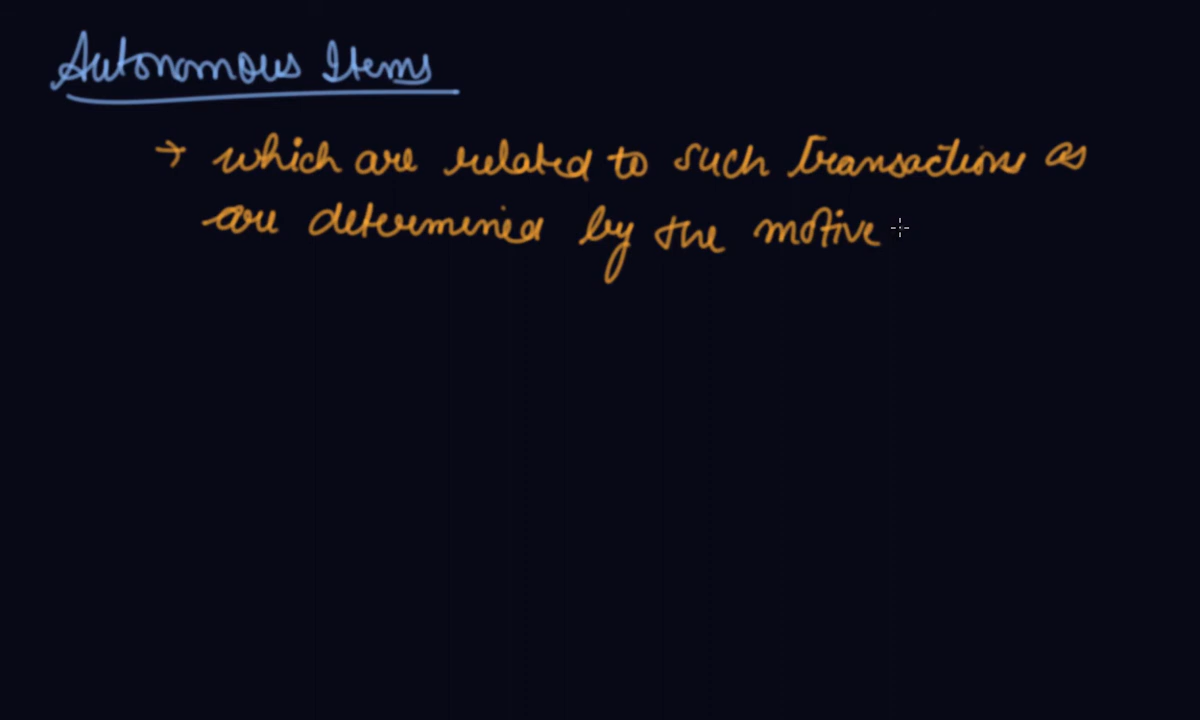 Autonomous Items
→ which are related to such transactions as
are determined by the motive